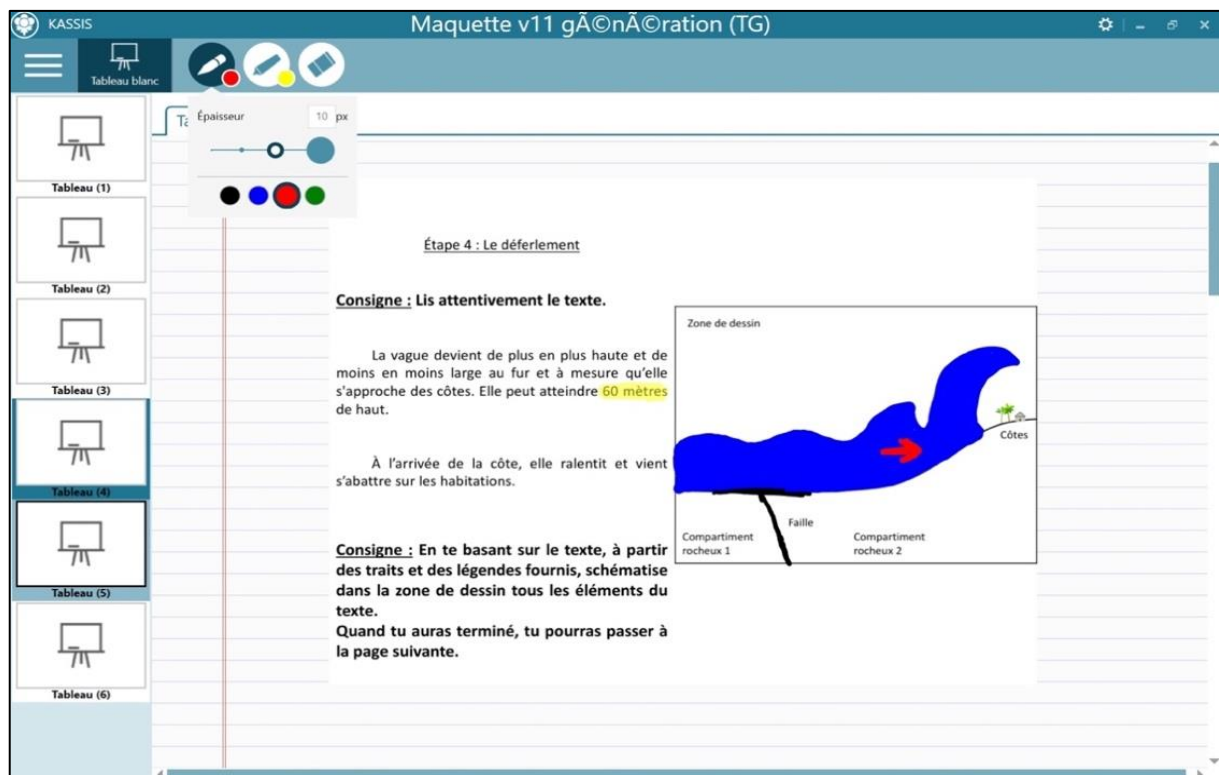 KASSIS
Maquette v11 gÃ©nÃ©ration (TG)
Tableau blanc
Épaisseur
10 px
Tableau (1)
Tableau (2)
Tableau (3)
Tableau (4)
Tableau (5)
Tableau (6)
Étape 4 : Le déferlement
Consigne : Lis attentivement le texte.
La vague devient de plus en plus haute et de
moins en moins large au fur et à mesure qu'elle
s'approche des côtes. Elle peut atteindre 60 mètres
de haut.
À l'arrivée de la côte, elle ralentit et vient
s'abattre sur les habitations.
Consigne : En te basant sur le texte, à partir
des traits et des légendes fournis, schématise
dans la zone de dessin tous les éléments du
texte.
Quand tu auras terminé, tu pourras passer à
la page suivante.
Zone de dessin
Côtes
Faille
Compartiment
rocheux 1
Compartiment
rocheux 2